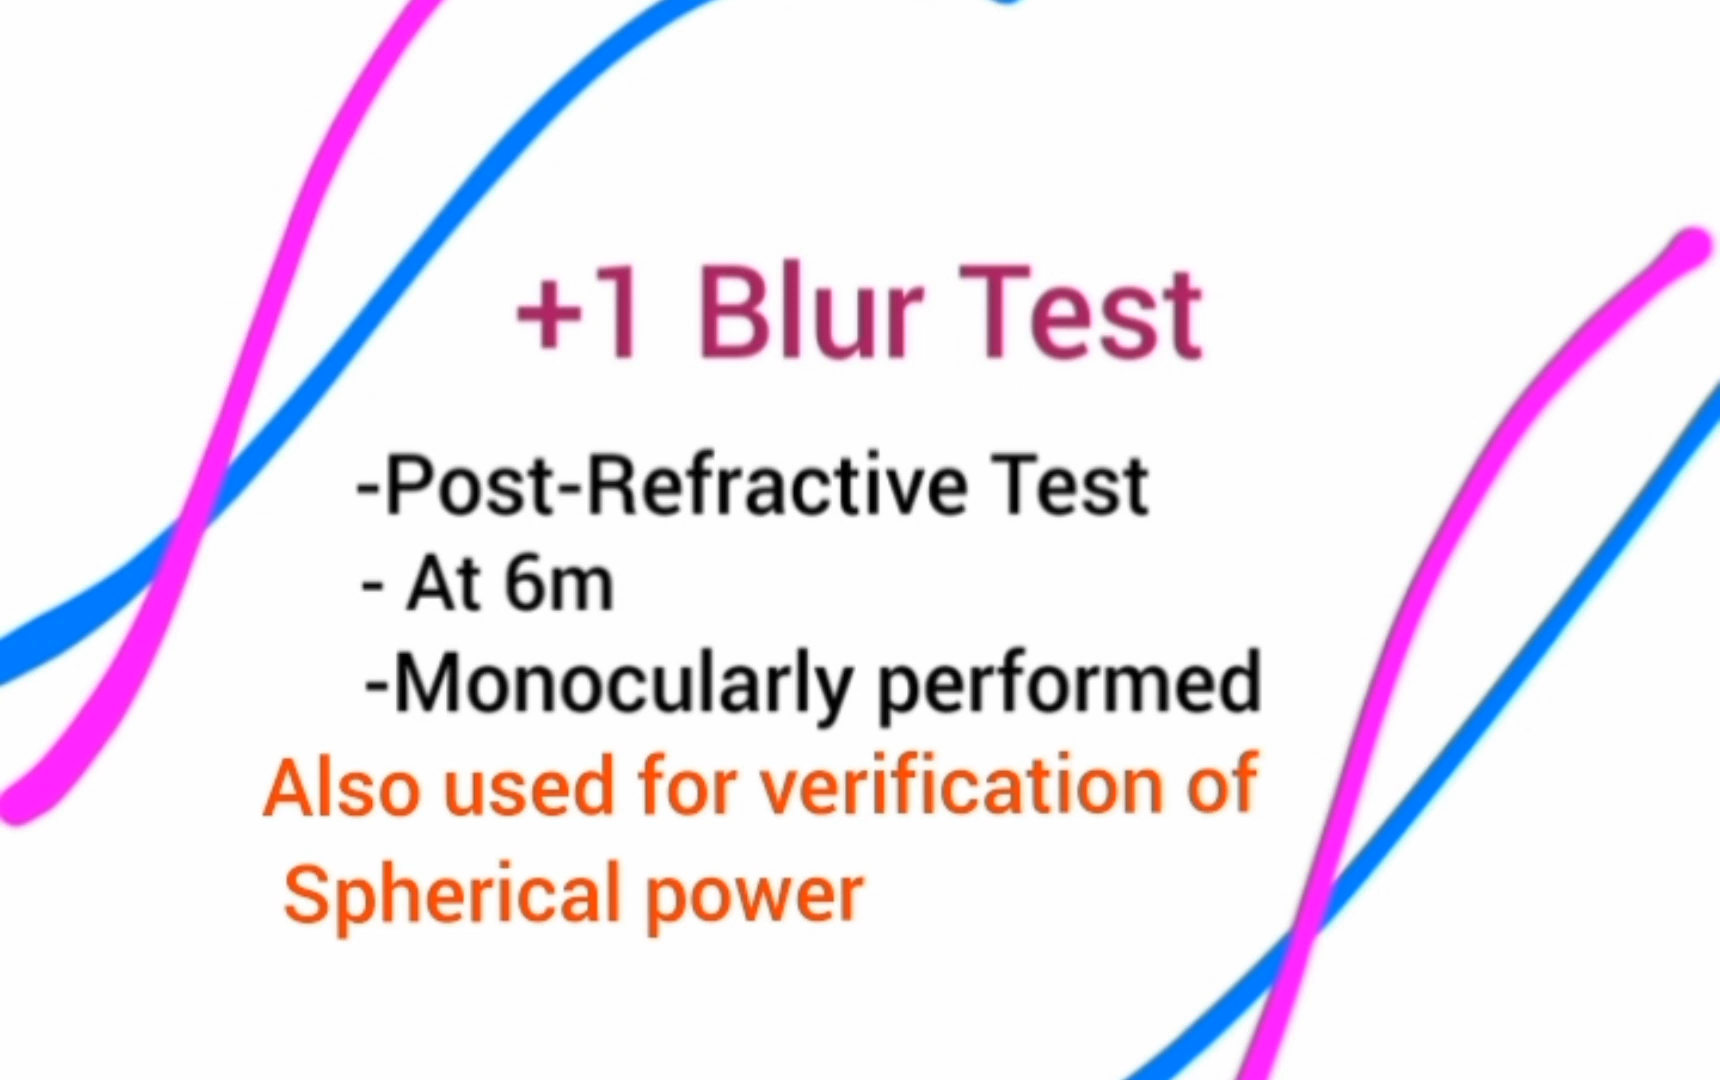 +1 Blur Test
-Post-Refractive Test
- At 6m
-Monocularly performed
Also used for verification of
Spherical power